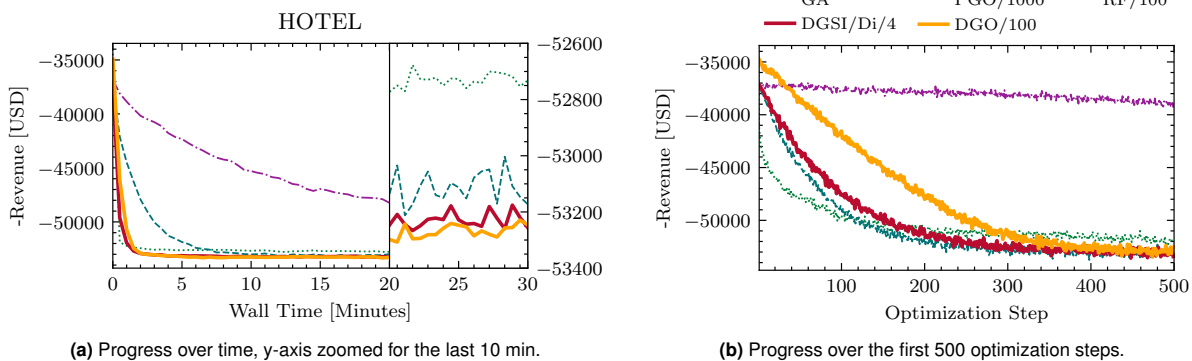 HOTEL
-Revenue [USD]
−35000
−40000
−45000
−50000
−52600
−52800
−53000
−53200
−53400
0 5 10 15 20 25 30
Wall Time [Minutes]
(a) Progress over time, y-axis zoomed for the last 10 min.
DGSI/Di/4 DGO/100
-Revenue [USD]
−35000
−40000
−45000
−50000
100 200 300 400 500
Optimization Step
(b) Progress over the first 500 optimization steps.